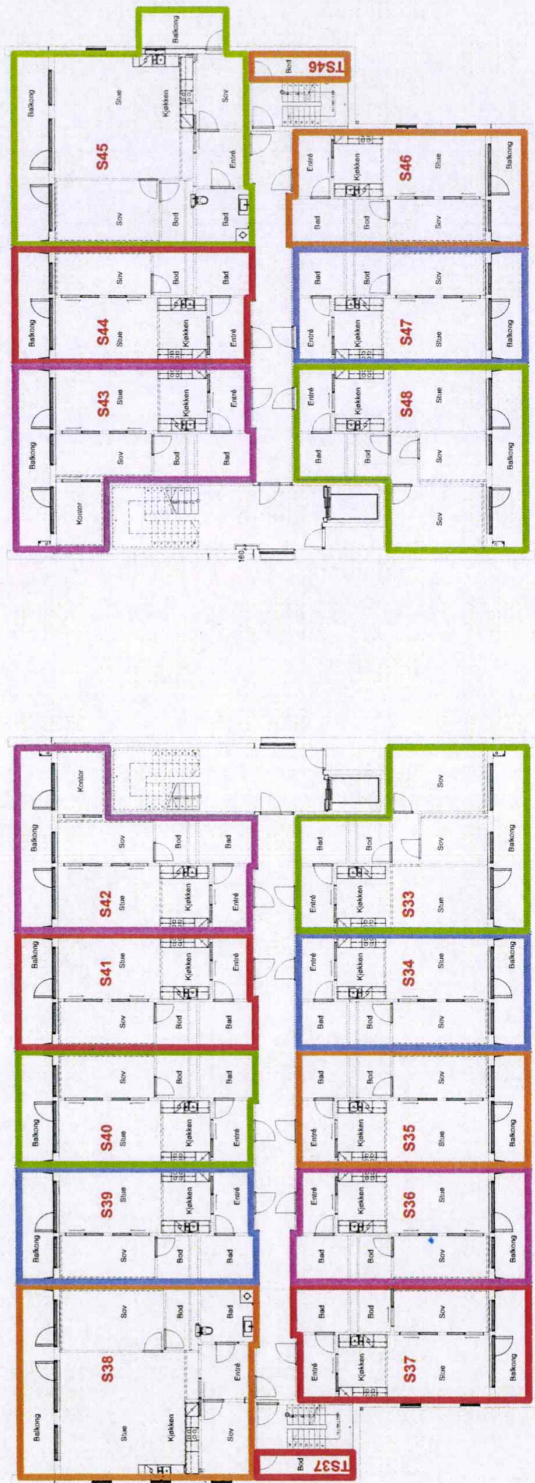 Balkong
Balkong
S45
Stue
Kjøkken
Sov
Sov
Bod
Bad
Entré
Bod
TS46
Balkong
S44
Stue
Sov
Kjøkken
Bod
Entré
Bad
Balkong
S43
Stue
Sov
Kjøkken
Bod
Entré
Bad
Kontor
Balkong
160
Entré
Bad
Kjøkken
Bod
S46
Stue
Sov
Balkong
Bad
Entré
Bod
Kjøkken
S47
Sov
Stue
Balkong
Entré
Bad
Kjøkken
Bod
S48
Stue
Sov
Sov
Balkong
Balkong
Kontor
S42
Stue
Sov
Kjøkken
Bod
Entré
Bad
Balkong
S41
Stue
Sov
Kjøkken
Bod
Entré
Bad
Balkong
S40
Stue
Sov
Kjøkken
Bod
Entré
Bad
Balkong
S39
Stue
Sov
Kjøkken
Bod
Entré
Bad
Balkong
Balkong
S38
Stue
Sov
Kjøkken
Bod
Bad
Entré
Sov
Bod
TS37
Bad
Entré
Bod
Kjøkken
S33
Sov
Sov
Stue
Balkong
Entré
Bad
Kjøkken
Bod
S34
Stue
Sov
Balkong
Bad
Entré
Bod
Kjøkken
S35
Sov
Stue
Balkong
Entré
Bad
Kjøkken
Bod
S36
Stue
Sov
Balkong
Bad
Entré
Bod
Kjøkken
S37
Sov
Stue
Balkong